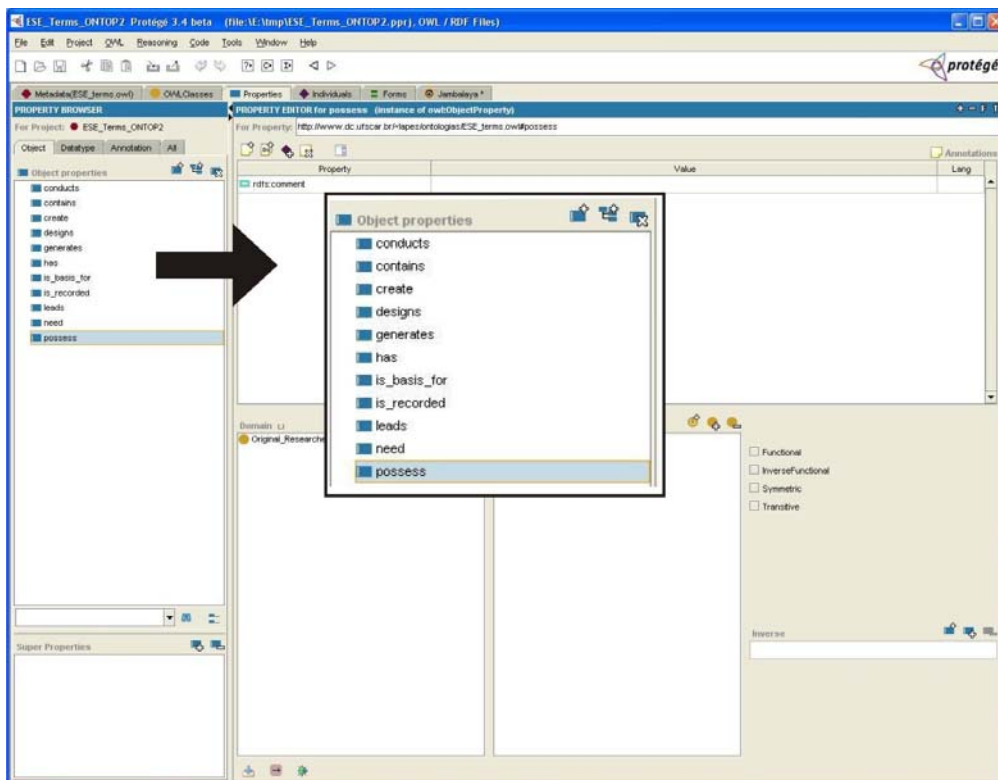 ESE_Terms_ONTOP2 Protégé 3.4 beta (file:\E:\tmp\ESE_Terms_ONTOP2.pprj, OWL / RDF Files)
File Edit Project OWL Reasoning Code Tools Window Help
protégé
Metadata(ESE_terms.owl) OWLClasses Properties Individuals Forms Jambalaya *
PROPERTY BROWSER
PROPERTY EDITOR for possess (instance of owl:ObjectProperty)
For Project: ESE_Terms_ONTOP2
For Property: http://www.dc.ufscar.br/~lapes/ontologias/ESE_terms.owl#possess
Object Datatype Annotation All
Annotations
Object properties
Property Value Lang
rdfs:comment
conducts
contains
create
designs
generates
has
is_basis_for
is_recorded
leads
need
possess
Object properties
conducts
contains
create
designs
generates
has
is_basis_for
is_recorded
leads
need
possess
Domain
Functional
InverseFunctional
Symmetric
Transitive
Super Properties
Inverse